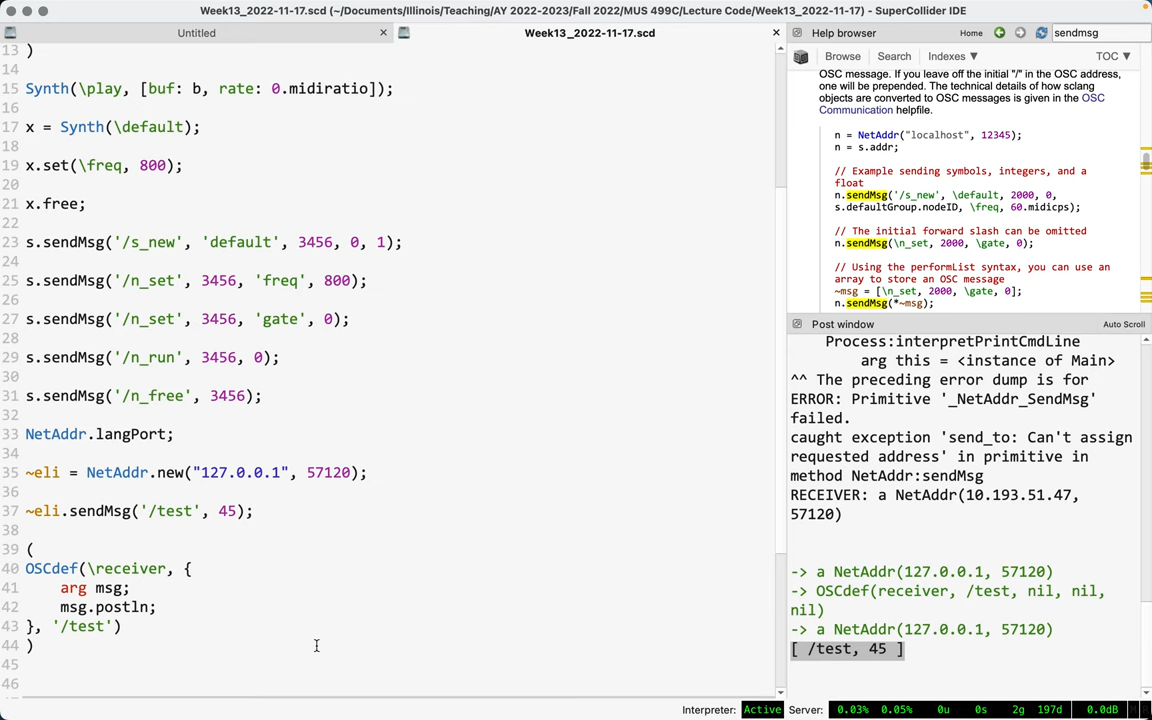 Week13_2022-11-17.scd (~/Documents/Illinois/Teaching/AY 2022-2023/Fall 2022/MUS 499C/Lecture Code/Week13_2022-11-17) - SuperCollider IDE
Untitled
Week13_2022-11-17.scd
13 )
14
15 Synth(\play, [buf: b, rate: 0.midiratio]);
16
17 x = Synth(\default);
18
19 x.set(\freq, 800);
20
21 x.free;
22
23 s.sendMsg('/s_new', 'default', 3456, 0, 1);
24
25 s.sendMsg('/n_set', 3456, 'freq', 800);
26
27 s.sendMsg('/n_set', 3456, 'gate', 0);
28
29 s.sendMsg('/n_run', 3456, 0);
30
31 s.sendMsg('/n_free', 3456);
32
33 NetAddr.langPort;
34
35 ~eli = NetAddr.new("127.0.0.1", 57120);
36
37 ~eli.sendMsg('/test', 45);
38
39 (
40 OSCdef(\receiver, {
41 arg msg;
42 msg.postln;
43 }, '/test')
44 )
45
46
Help browser Home sendmsg
Browse Search Indexes ▼ TOC ▼
OSC message. If you leave off the initial "/" in the OSC address,
one will be prepended. The technical details of how sclang
objects are converted to OSC messages is given in the OSC
Communication helpfile.
n = NetAddr("localhost", 12345);
n = s.addr;
// Example sending symbols, integers, and a
float
n.sendMsg('/s_new', \default, 2000, 0,
s.defaultGroup.nodeID, \freq, 60.midicps);
// The initial forward slash can be omitted
n.sendMsg(\n_set, 2000, \gate, 0);
// Using the performList syntax, you can use an
array to store an OSC message
~msg = [\n_set, 2000, \gate, 0];
n.sendMsg(*~msg);
Post window Auto Scroll
Process:interpretPrintCmdLine
arg this = <instance of Main>
^^ The preceding error dump is for
ERROR: Primitive '_NetAddr_SendMsg'
failed.
caught exception 'send_to: Can't assign
requested address' in primitive in
method NetAddr:sendMsg
RECEIVER: a NetAddr(10.193.51.47,
57120)
-> a NetAddr(127.0.0.1, 57120)
-> OSCdef(receiver, /test, nil, nil,
nil)
-> a NetAddr(127.0.0.1, 57120)
[ /test, 45 ]
Interpreter: Active Server: 0.03% 0.05% 0u 0s 2g 197d 0.0dB M R